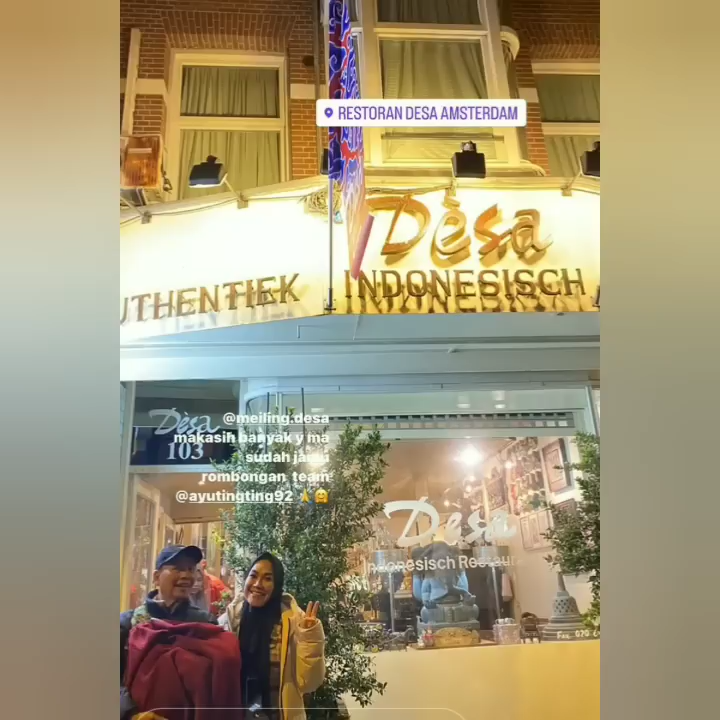 RESTORAN DESA AMSTERDAM
Dèsa
UTHENTIEK
INDONESISCH
Dèsa
103
@meiling.desa
makasih banyak y ma
sudah jamu
rombongan team
@ayutingting92 🙏🤗
Desa
Indonesisch Restaur